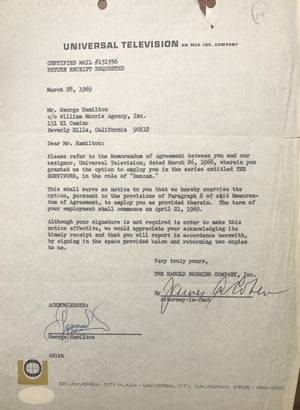 UNIVERSAL TELEVISION AN MCA INC. COMPANY
CERTIFIED MAIL #151556
RETURN RECEIPT REQUESTED
March 28, 1969
Mr. George Hamilton
c/o William Morris Agency, Inc.
151 El Camino
Beverly Hills, California 90212
Dear Mr. Hamilton:
Please refer to the Memorandum of Agreement between you and our
assignor, Universal Television, dated March 26, 1968, wherein you
granted us the option to employ you in the series entitled THE
SURVIVORS, in the role of "Duncan."
This shall serve as notice to you that we hereby exercise the
option, pursuant to the provisions of Paragraph 2 of said Memoran-
dum of Agreement, to employ you as provided therein. The term of
your employment shall commence on April 21, 1969.
Although your signature is not required in order to make this
notice effective, we would appreciate your acknowledging its
timely receipt and that you will report in accordance herewith,
by signing in the space provided below and returning two copies
to us.
Very truly yours,
THE HAROLD ROBBINS COMPANY, Inc.
By
Attorney-in-fact
ACKNOWLEDGED:
George Hamilton
AH:bh
100 UNIVERSAL CITY PLAZA · UNIVERSAL CITY, CALIFORNIA 91608 · 985-4321